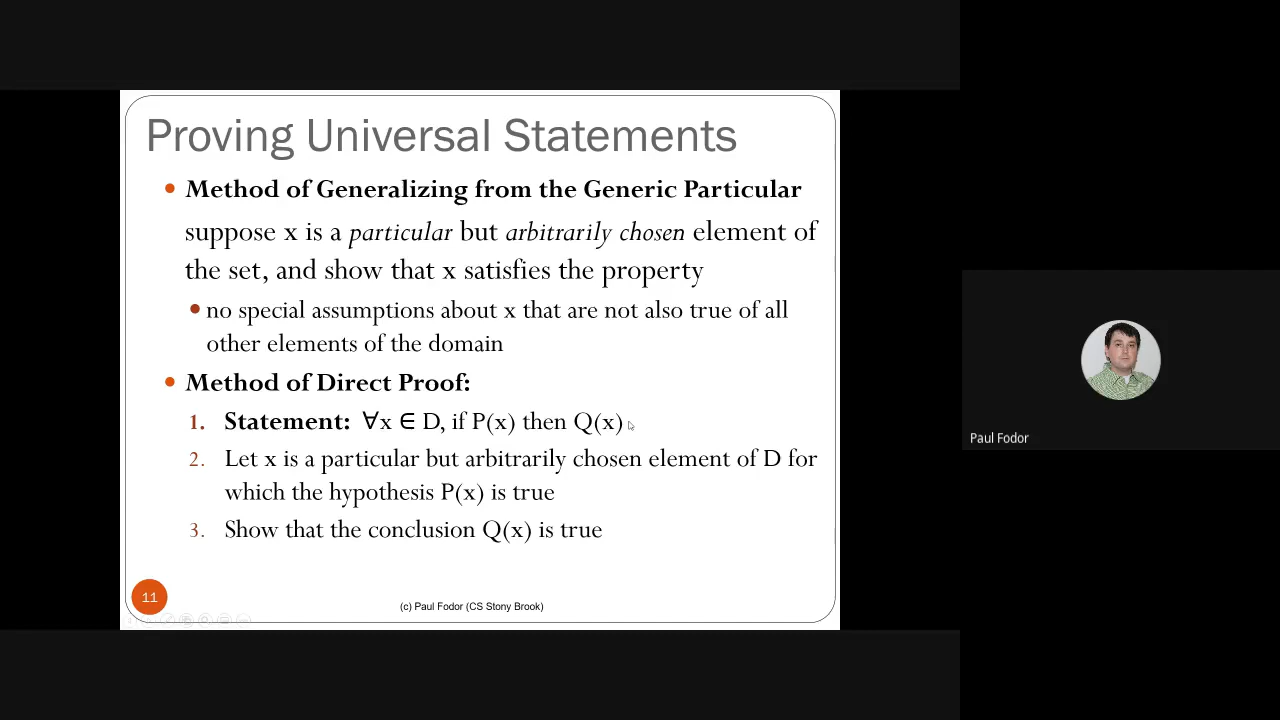 Proving Universal Statements
• Method of Generalizing from the Generic Particular
suppose x is a particular but arbitrarily chosen element of
the set, and show that x satisfies the property
• no special assumptions about x that are not also true of all
other elements of the domain
• Method of Direct Proof:
1. Statement: ∀x ∈ D, if P(x) then Q(x)
2. Let x is a particular but arbitrarily chosen element of D for
which the hypothesis P(x) is true
3. Show that the conclusion Q(x) is true
11
(c) Paul Fodor (CS Stony Brook)
Paul Fodor